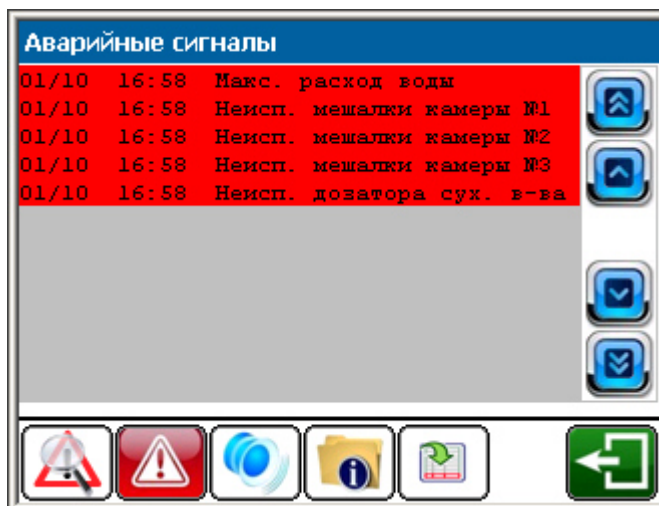 Аварийные сигналы
01/10 16:58 Макс. расход воды
01/10 16:58 Неисп. мешалки камеры №1
01/10 16:58 Неисп. мешалки камеры №2
01/10 16:58 Неисп. мешалки камеры №3
01/10 16:58 Неисп. дозатора сух. в-ва